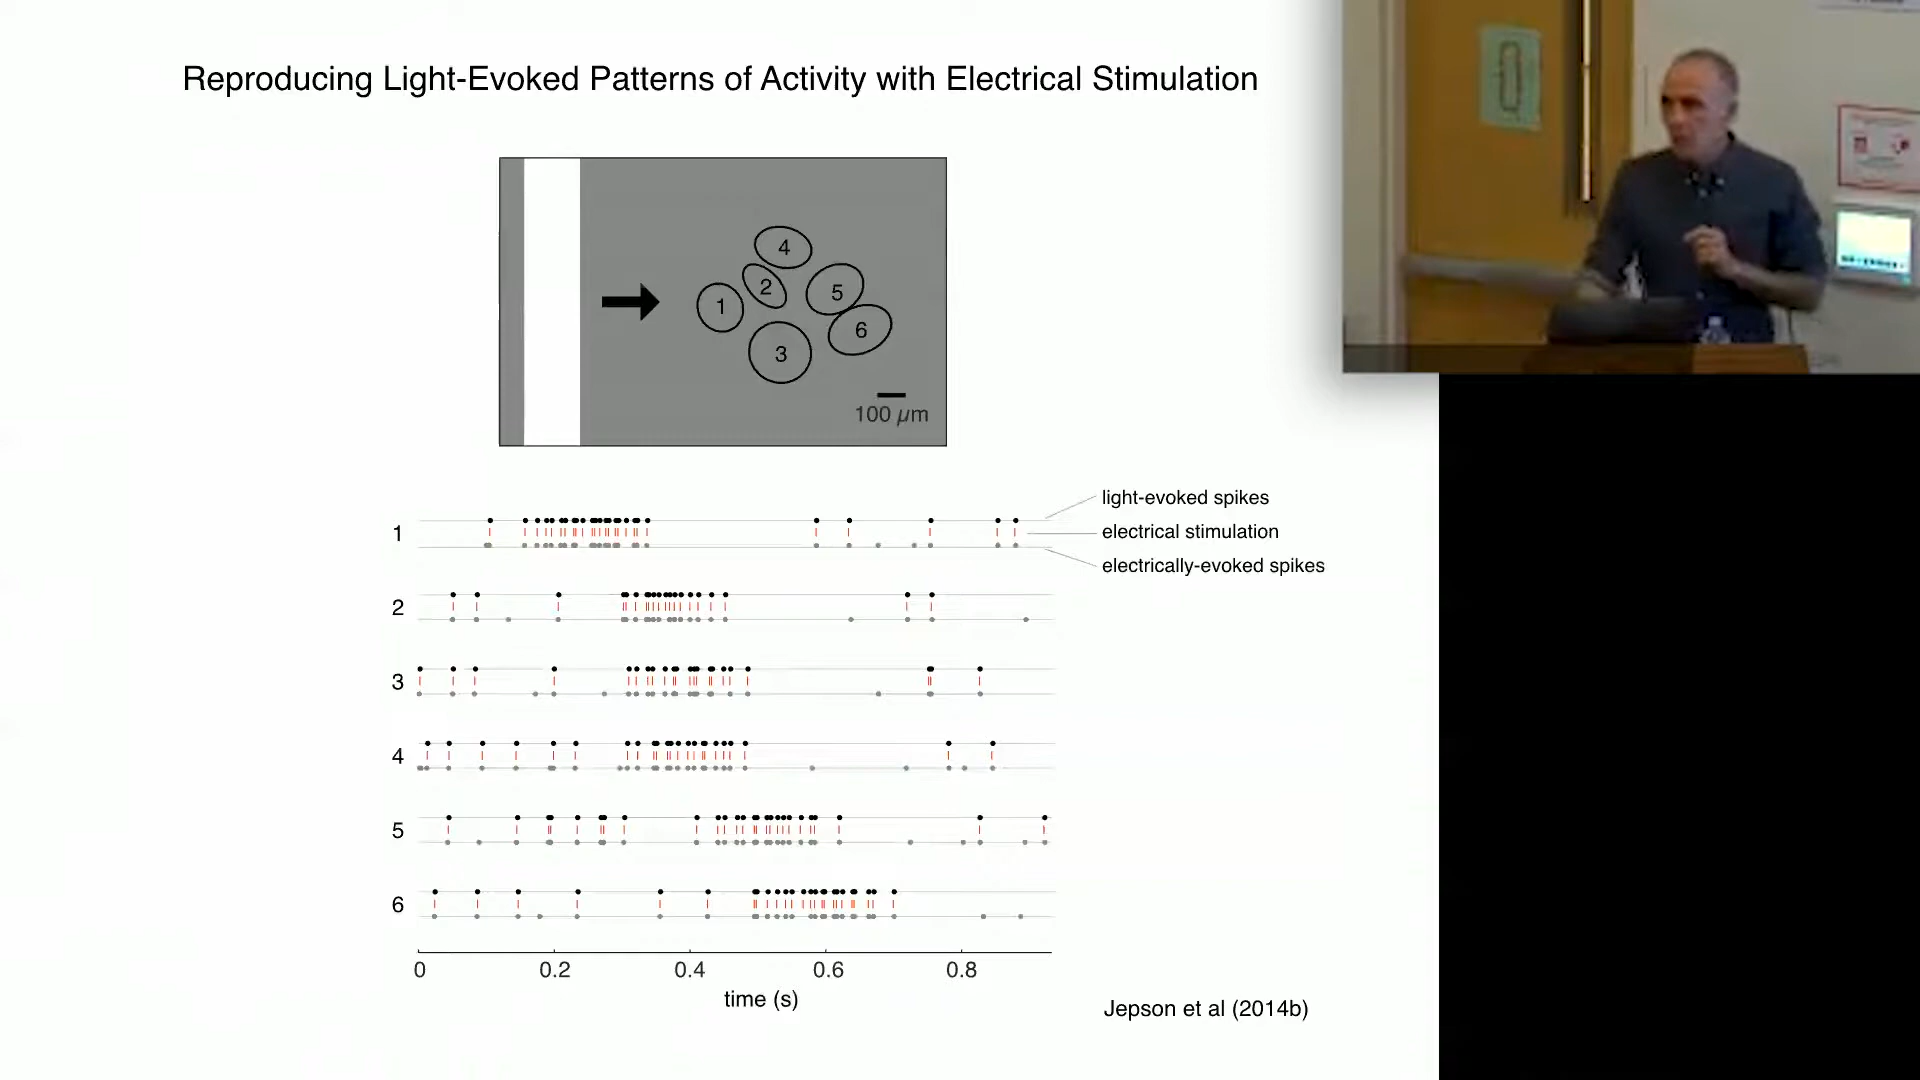 Reproducing Light-Evoked Patterns of Activity with Electrical Stimulation
4
2
5
1
6
3
100 µm
light-evoked spikes
1
electrical stimulation
electrically-evoked spikes
2
3
4
5
6
0 0.2 0.4 0.6 0.8
time (s)
Jepson et al (2014b)